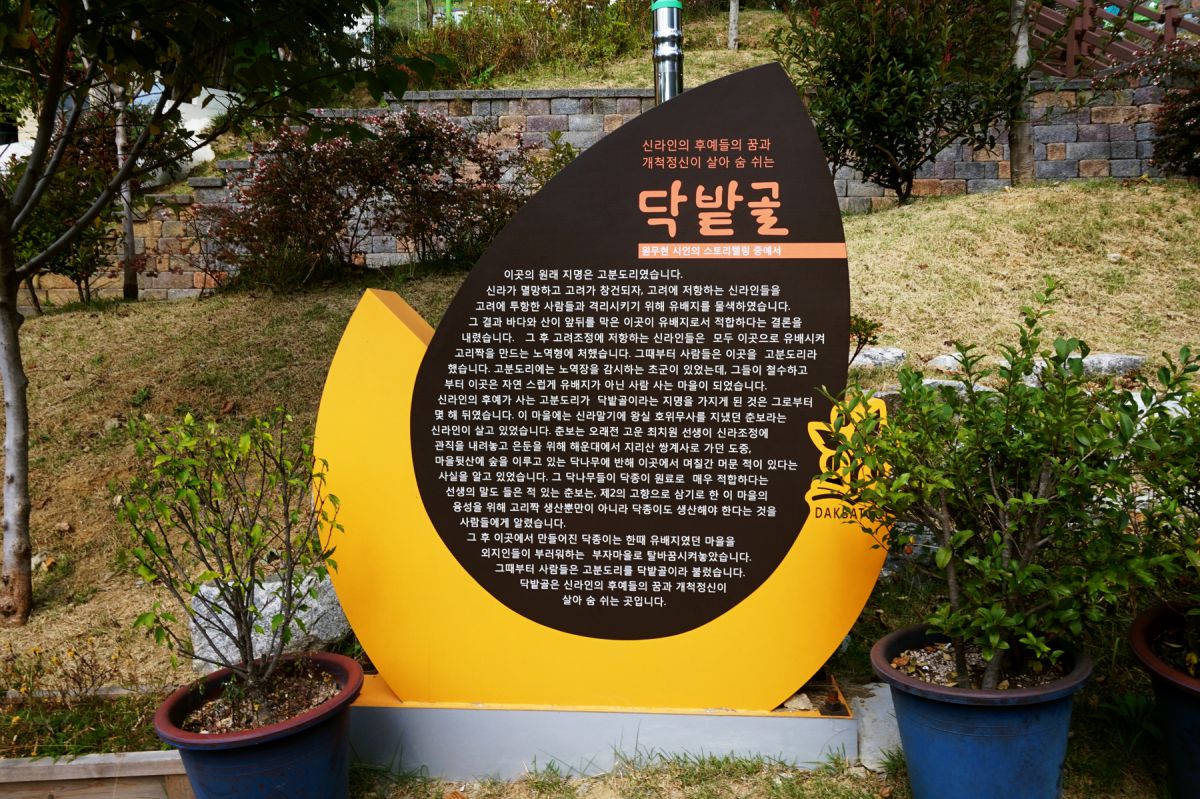 신라인의 후예들의 꿈과
개척정신이 살아 숨 쉬는
닥밭골
원무현 시인의 스토리텔링 중에서
이곳의 원래 지명은 고분도리였습니다.
신라가 멸망하고 고려가 창건되자, 고려에 저항하는 신라인들을
고려에 투항한 사람들과 격리시키기 위해 유배지를 물색하였습니다.
그 결과 바다와 산이 앞뒤를 막은 이곳이 유배지로서 적합하다는 결론을
내렸습니다. 그 후 고려조정에 저항하는 신라인들은 모두 이곳으로 유배시켜
고리짝을 만드는 노역형에 처했습니다. 그때부터 사람들은 이곳을 고분도리라
했습니다. 고분도리에는 노역장을 감시하는 초군이 있었는데, 그들이 철수하고
부터 이곳은 자연 스럽게 유배지가 아닌 사람 사는 마을이 되었습니다.
신라인의 후예가 사는 고분도리가 닥밭골이라는 지명을 가지게 된 것은 그로부터
몇 해 뒤였습니다. 이 마을에는 신라말기에 왕실 호위무사를 지냈던 춘보라는
신라인이 살고 있었습니다. 춘보는 오래전 고운 최치원 선생이 신라조정에
관직을 내려놓고 은둔을 위해 해운대에서 지리산 쌍계사로 가던 도중,
마을뒷산에 숲을 이루고 있는 닥나무에 반해 이곳에서 며칠간 머문 적이 있다는
사실을 알고 있었습니다. 그 닥나무들이 닥종이 원료로 매우 적합하다는
선생의 말도 들은 적 있는 춘보는, 제2의 고향으로 삼기로 한 이 마을의
융성을 위해 고리짝 생산뿐만이 아니라 닥종이도 생산해야 한다는 것을
사람들에게 알렸습니다.
그 후 이곳에서 만들어진 닥종이는 한때 유배지였던 마을을
외지인들이 부러워하는 부자마을로 탈바꿈시켜놓았습니다.
그때부터 사람들은 고분도리를 닥밭골이라 불렀습니다.
닥밭골은 신라인의 후예들의 꿈과 개척정신이
살아 숨 쉬는 곳입니다.